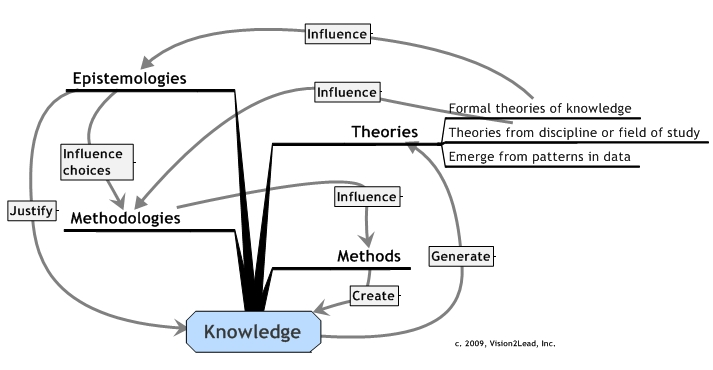 Influence
Epistemologies
Influence
Formal theories of knowledge
Theories
Theories from discipline or field of study
Emerge from patterns in data
Influence
choices
Influence
Justify
Methodologies
Methods
Generate
Create
Knowledge
c. 2009, Vision2Lead, Inc.